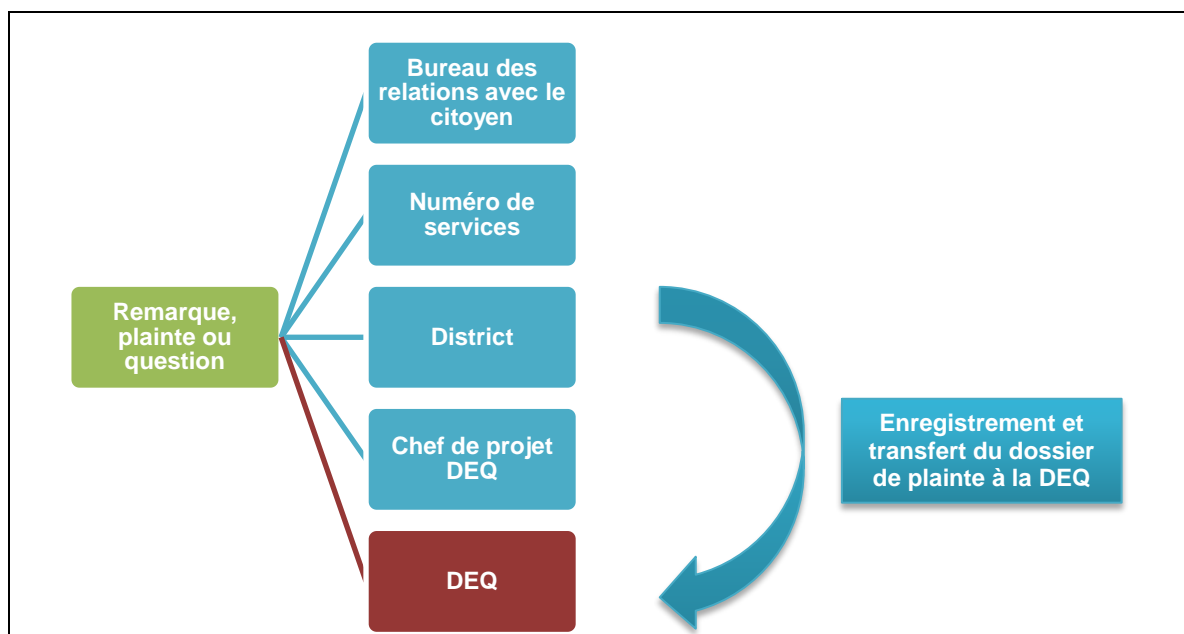 Bureau des
relations avec le
citoyen
Numéro de
services
Remarque,
plainte ou
question
District
Chef de projet
DEQ
DEQ
Enregistrement et
transfert du dossier
de plainte à la DEQ